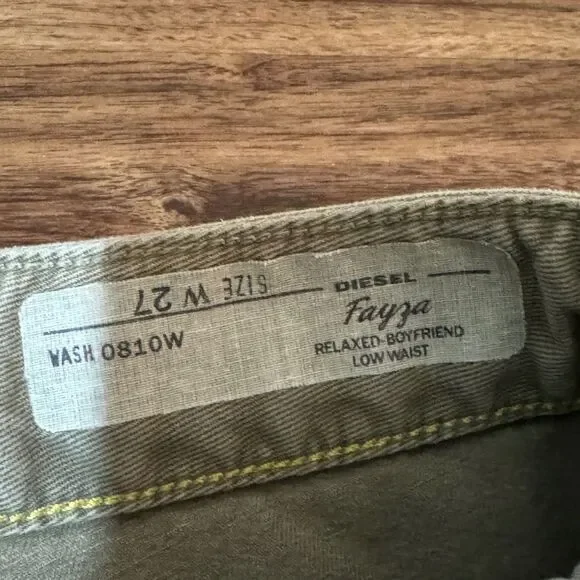 SIZE W 27
WASH 0810W
DIESEL
Fayza
RELAXED-BOYFRIEND
LOW WAIST